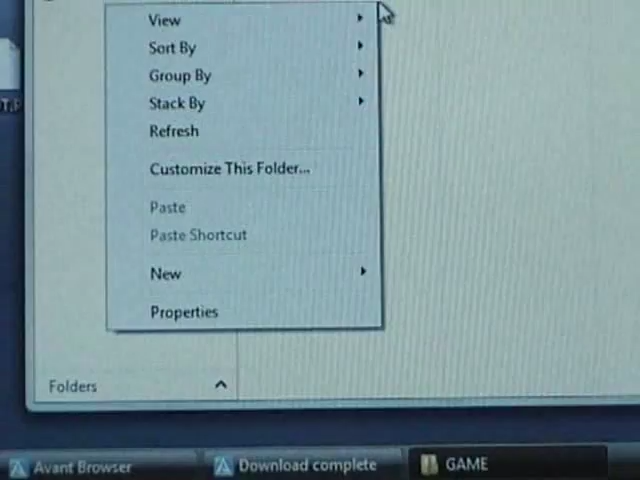 View
Sort By
Group By
Stack By
Refresh
Customize This Folder...
Paste
Paste Shortcut
New
Properties
Folders
Avant Browser
Download complete
GAME